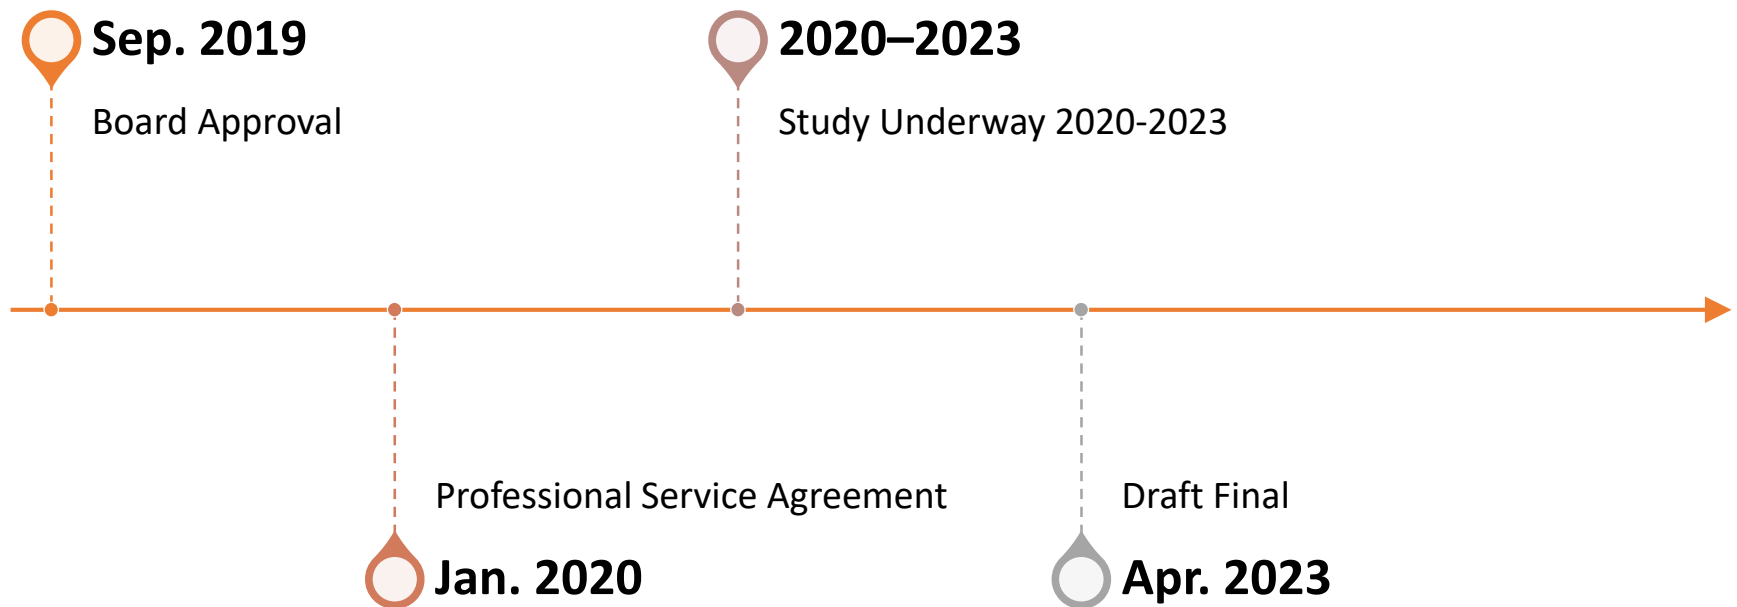 Sep. 2019
Board Approval
2020–2023
Study Underway 2020-2023
Professional Service Agreement
Jan. 2020
Draft Final
Apr. 2023